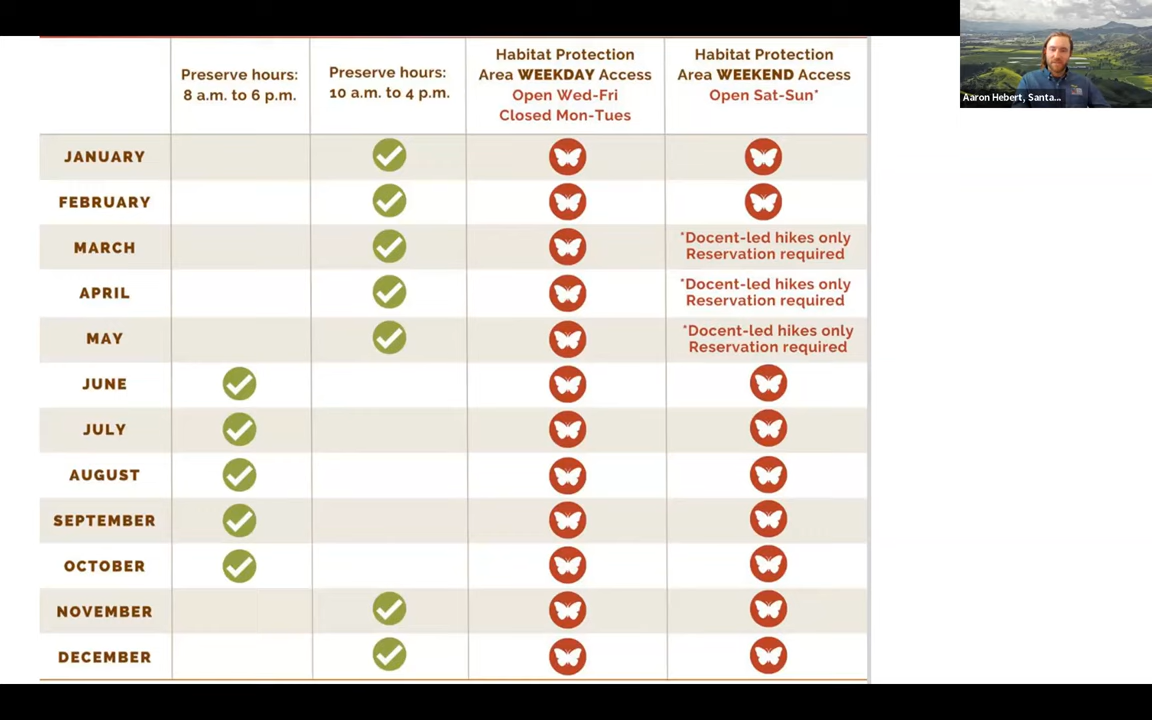 Preserve hours:
8 a.m. to 6 p.m.
Preserve hours:
10 a.m. to 4 p.m.
Habitat Protection
Area WEEKDAY Access
Open Wed-Fri
Closed Mon-Tues
Habitat Protection
Area WEEKEND Access
Open Sat-Sun*
JANUARY
FEBRUARY
MARCH
*Docent-led hikes only
Reservation required
APRIL
*Docent-led hikes only
Reservation required
MAY
*Docent-led hikes only
Reservation required
JUNE
JULY
AUGUST
SEPTEMBER
OCTOBER
NOVEMBER
DECEMBER
Aaron Hebert, Santa...